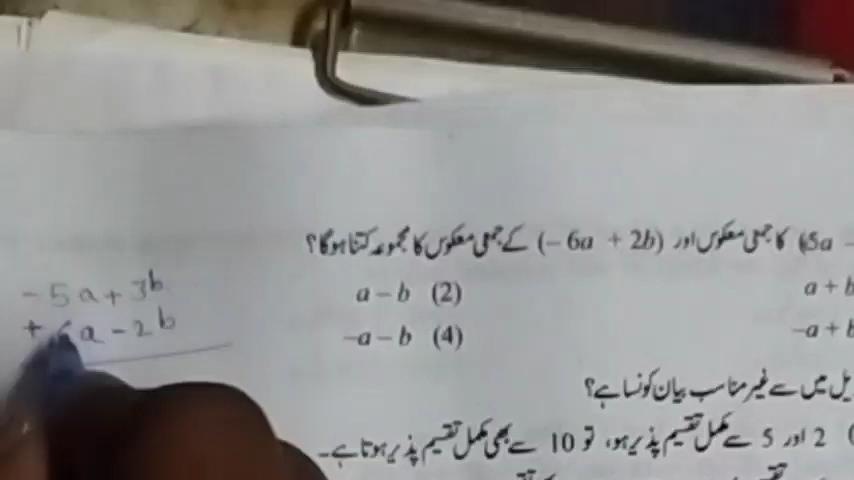 (5a - کا جمعی معکوس اور (- 6a + 2b) کے جمعی معکوس کا مجموعہ کتنا ہوگا؟
a + b
(2) a - b
-a + b
(4) -a - b
- 5a + 3b
+ 6a - 2b
یل میں سے غیر مناسب بیان کونسا ہے؟
2 اور 5 سے مکمل تقسیم پذیر ہو، تو 10 سے بھی مکمل تقسیم پذیر ہوتا ہے۔